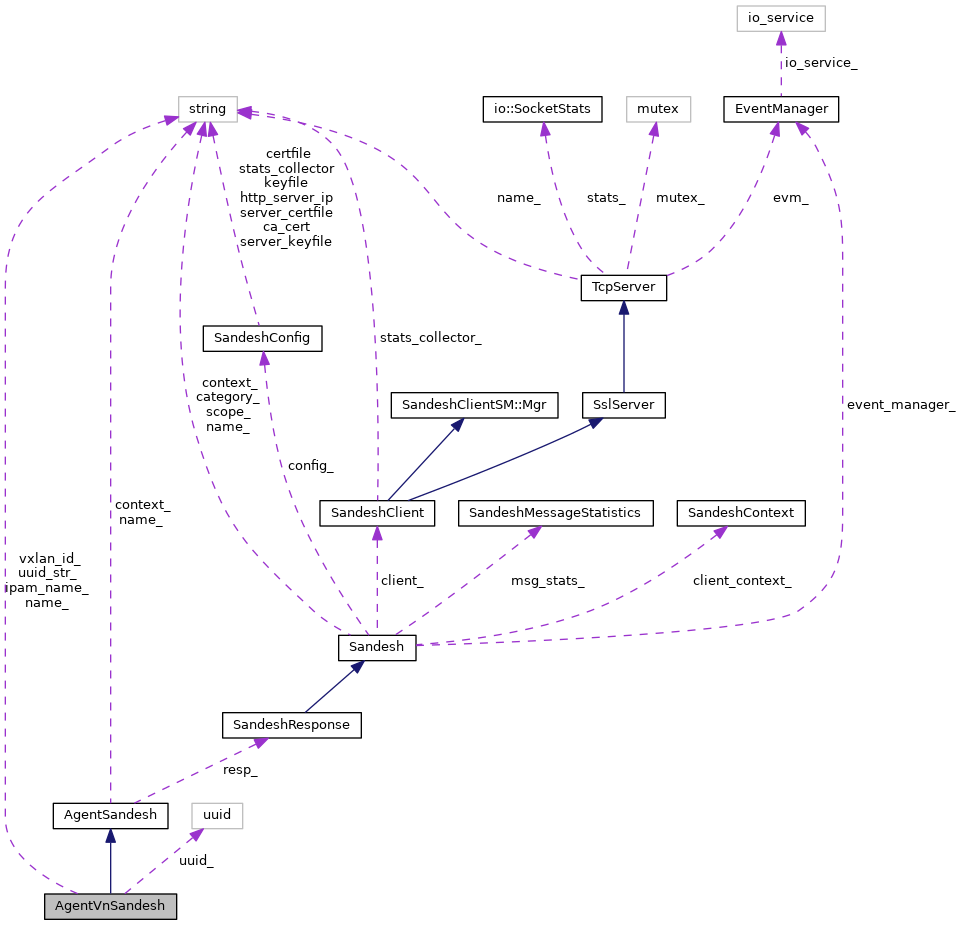 io_service
io_service_
string
io::SocketStats
mutex
EventManager
certfile
stats_collector
keyfile
http_server_ip
server_certfile
ca_cert
server_keyfile
name_
stats_
mutex_
evm_
TcpServer
SandeshConfig
stats_collector_
context_
category_
scope_
name_
SandeshClientSM::Mgr
SslServer
event_manager_
config_
context_
name_
SandeshClient
SandeshMessageStatistics
SandeshContext
vxlan_id_
uuid_str_
ipam_name_
name_
client_
msg_stats_
client_context_
Sandesh
SandeshResponse
resp_
AgentSandesh
uuid
uuid_
AgentVnSandesh